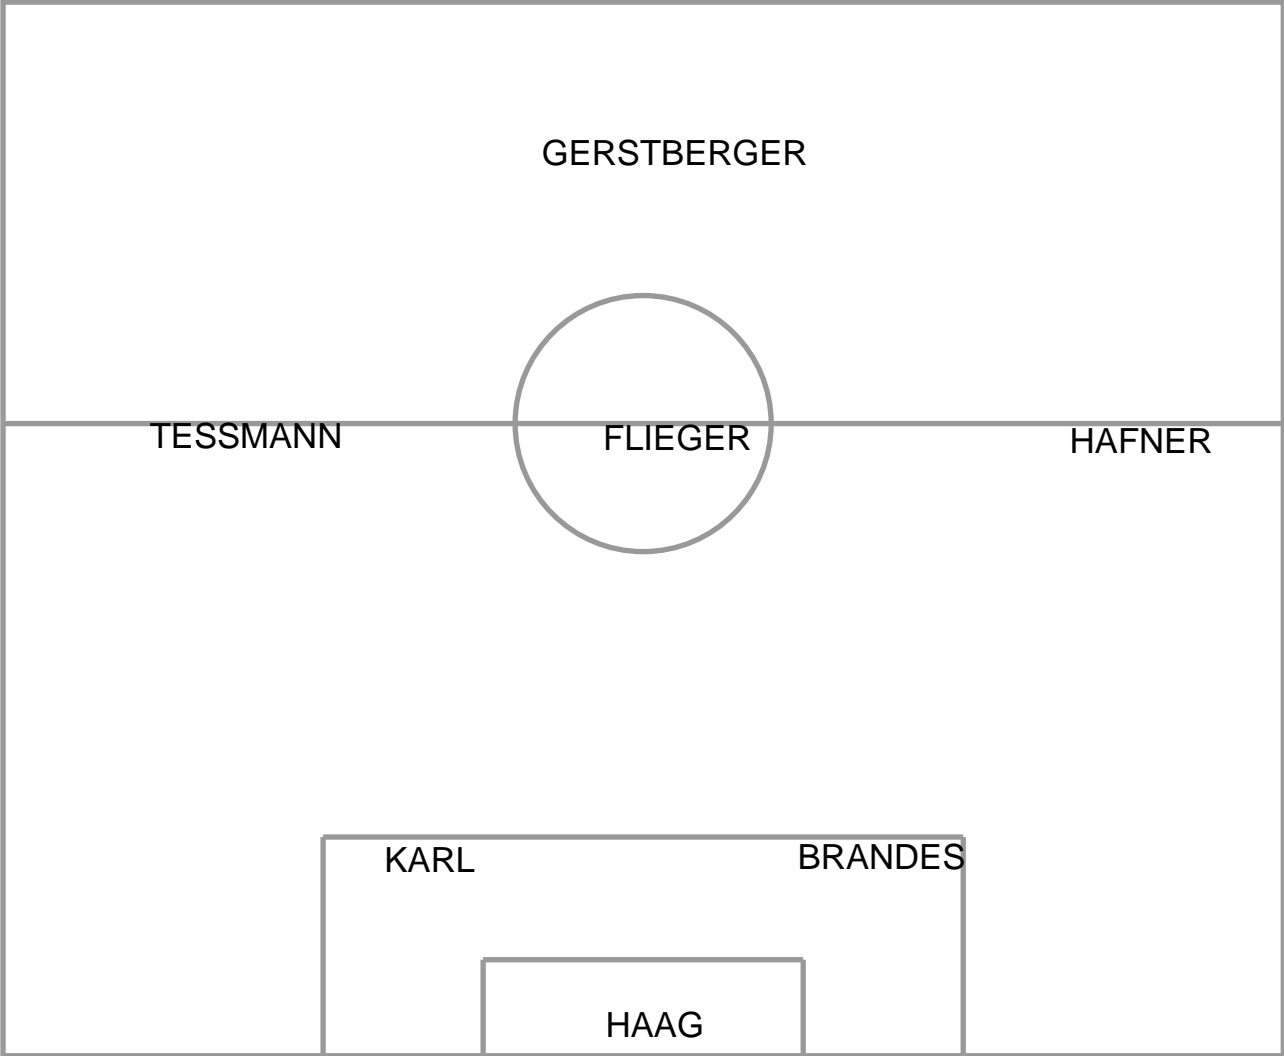 GERSTBERGER
TESSMANN
FLIEGER
HAFNER
KARL
BRANDES
HAAG